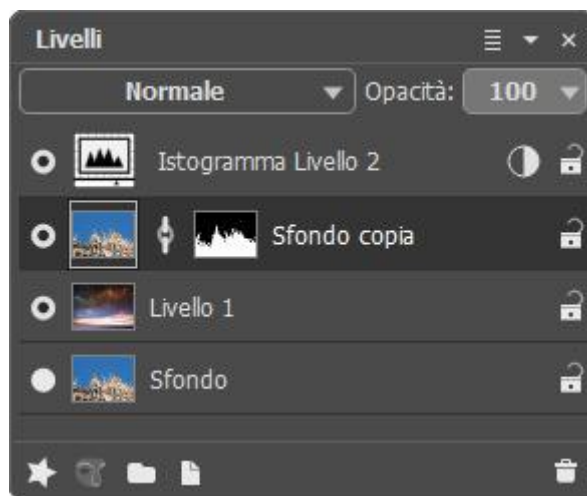 Livelli
Normale Opacità: 100
Istogramma Livello 2
Sfondo copia
Livello 1
Sfondo